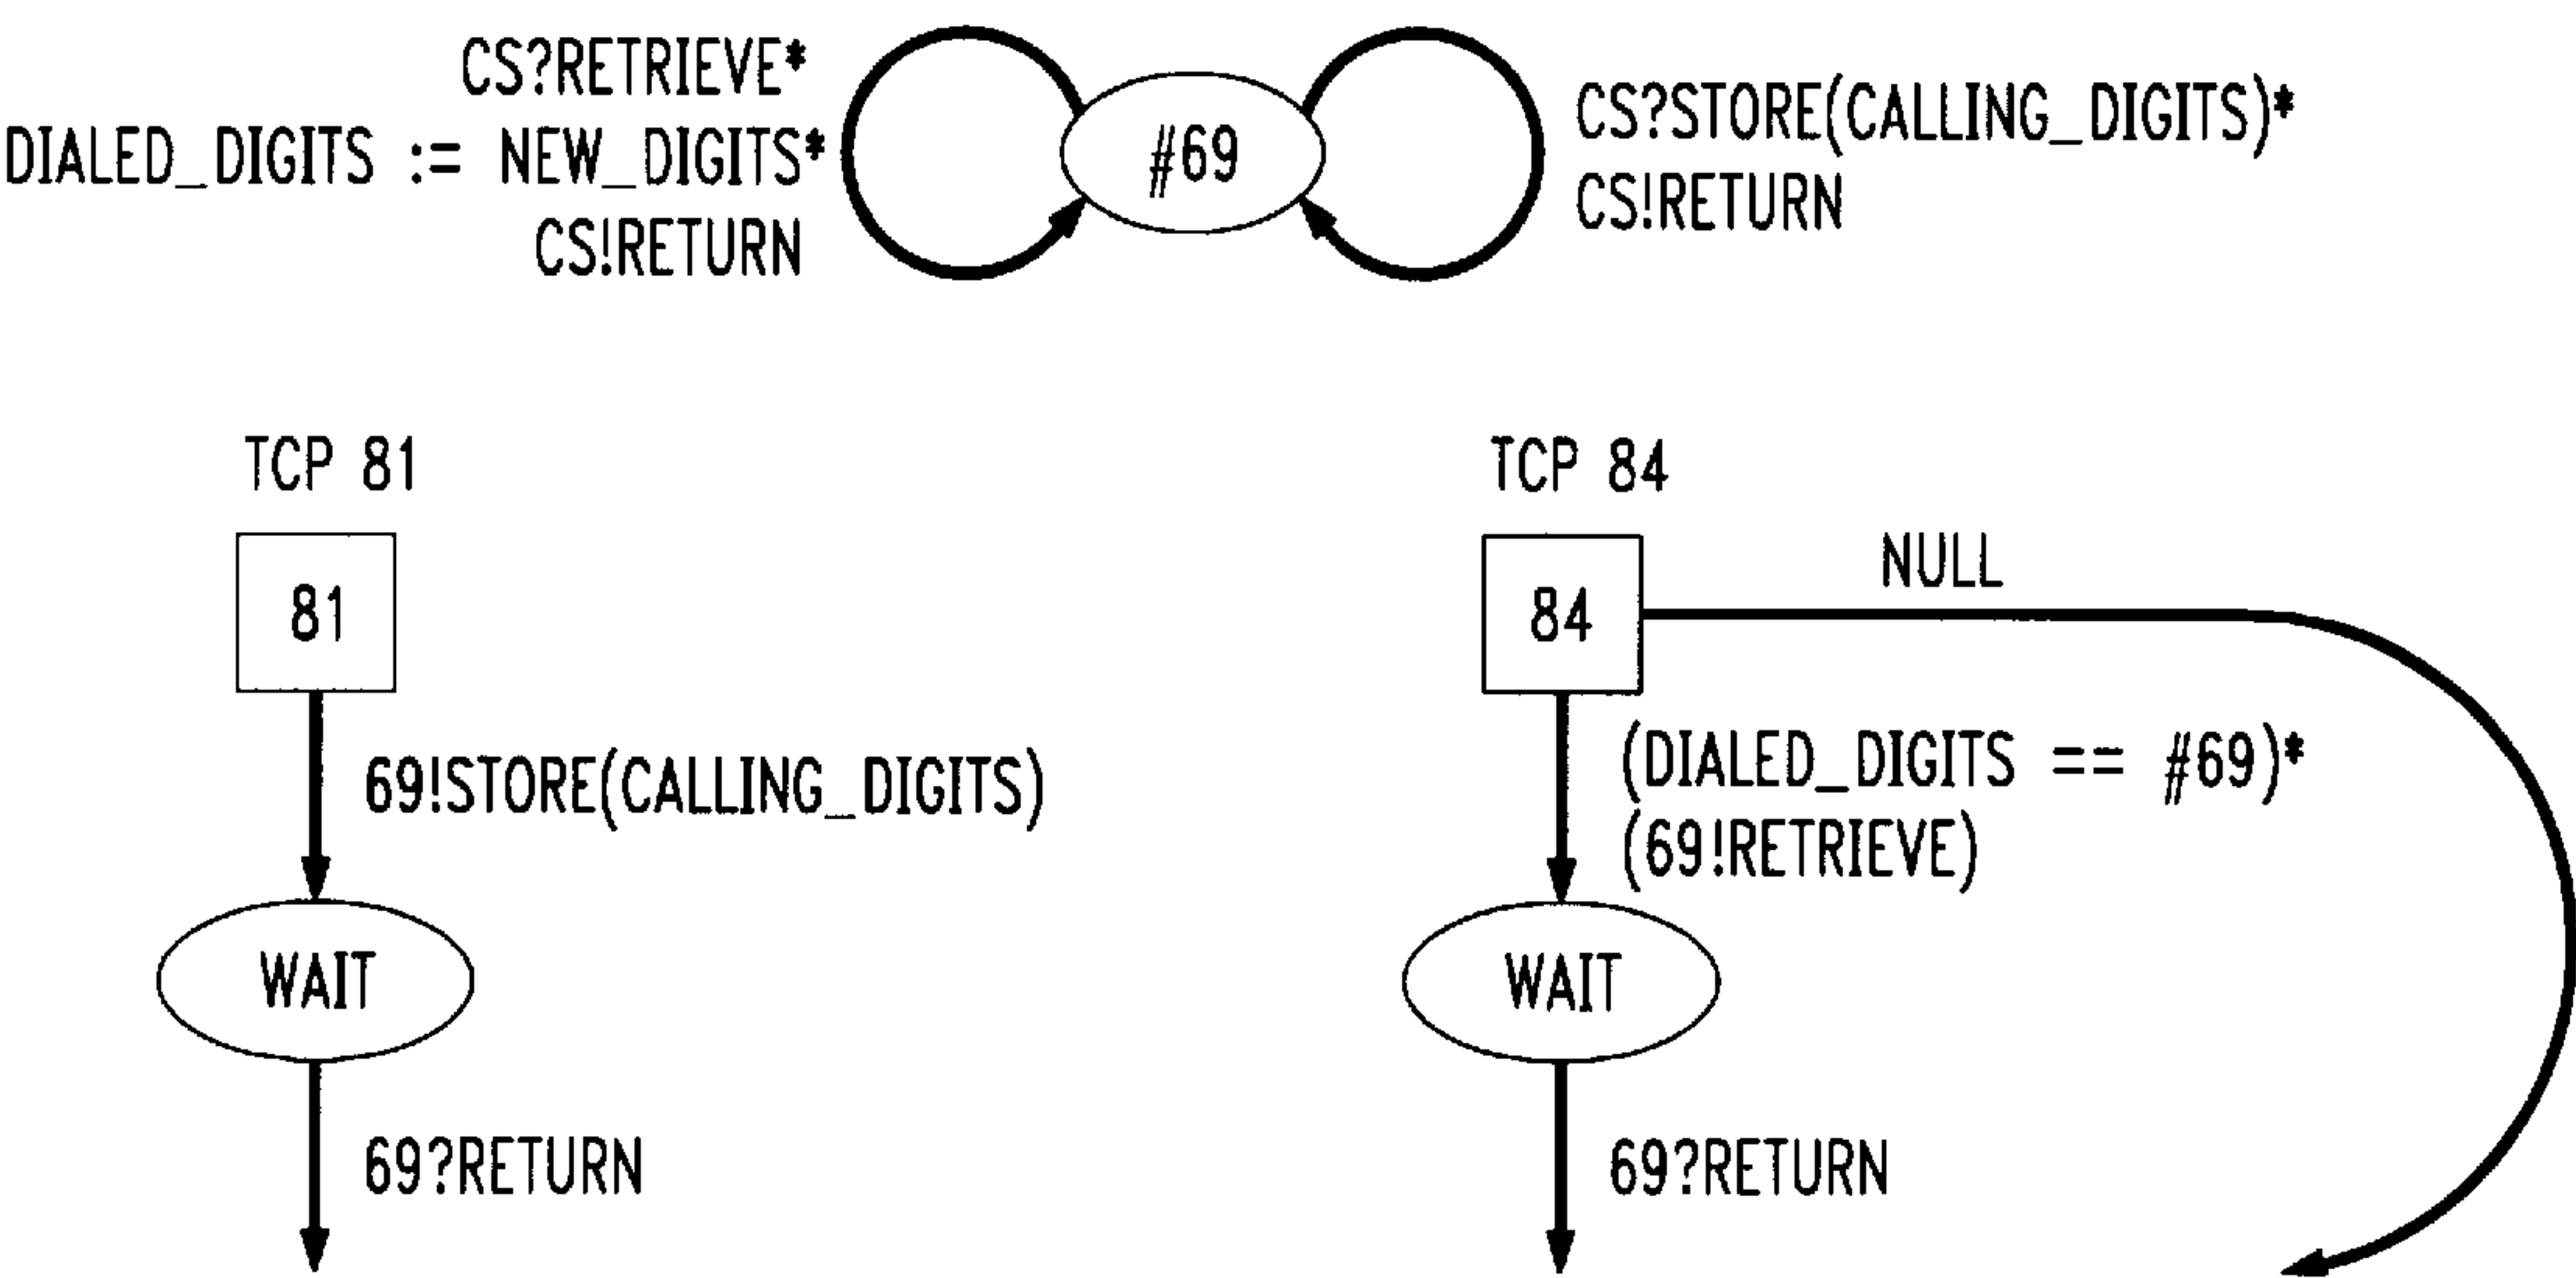 CS?RETRIEVE*
DIALED_DIGITS := NEW_DIGITS*
CS!RETURN
#69
CS?STORE(CALLING_DIGITS)*
CS!RETURN
TCP 81
81
69!STORE(CALLING_DIGITS)
WAIT
69?RETURN
TCP 84
84
NULL
(DIALED_DIGITS == #69)*
(69!RETRIEVE)
WAIT
69?RETURN